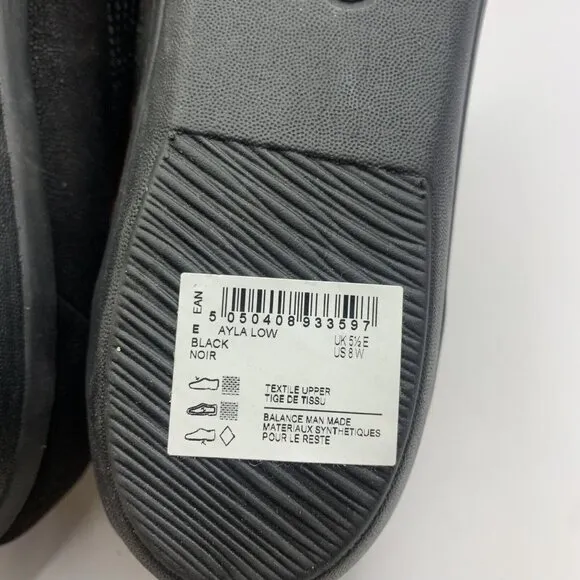 EAN
5 050408 933597
E AYLA LOW UK 5½ E
BLACK US 8 W
NOIR
TEXTILE UPPER
TIGE DE TISSU
BALANCE MAN MADE
MATERIAUX SYNTHETIQUES
POUR LE RESTE